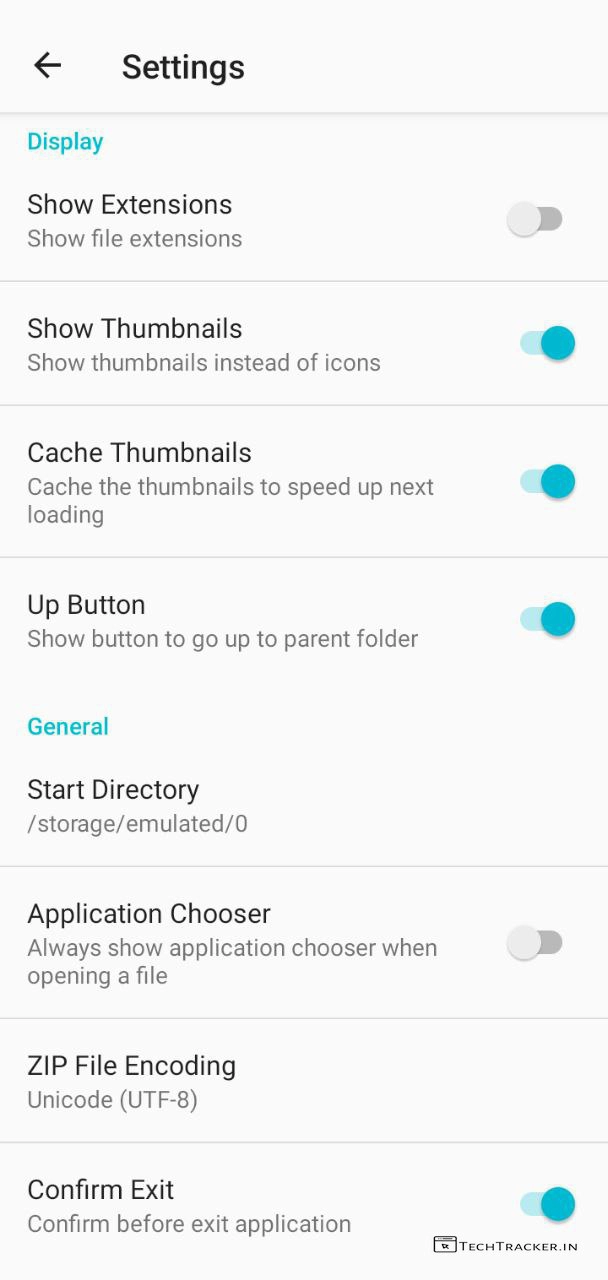 Settings
Display
Show Extensions
Show file extensions
Show Thumbnails
Show thumbnails instead of icons
Cache Thumbnails
Cache the thumbnails to speed up next
loading
Up Button
Show button to go up to parent folder
General
Start Directory
/storage/emulated/0
Application Chooser
Always show application chooser when
opening a file
ZIP File Encoding
Unicode (UTF-8)
Confirm Exit
Confirm before exit application
TECHTRACKER.IN